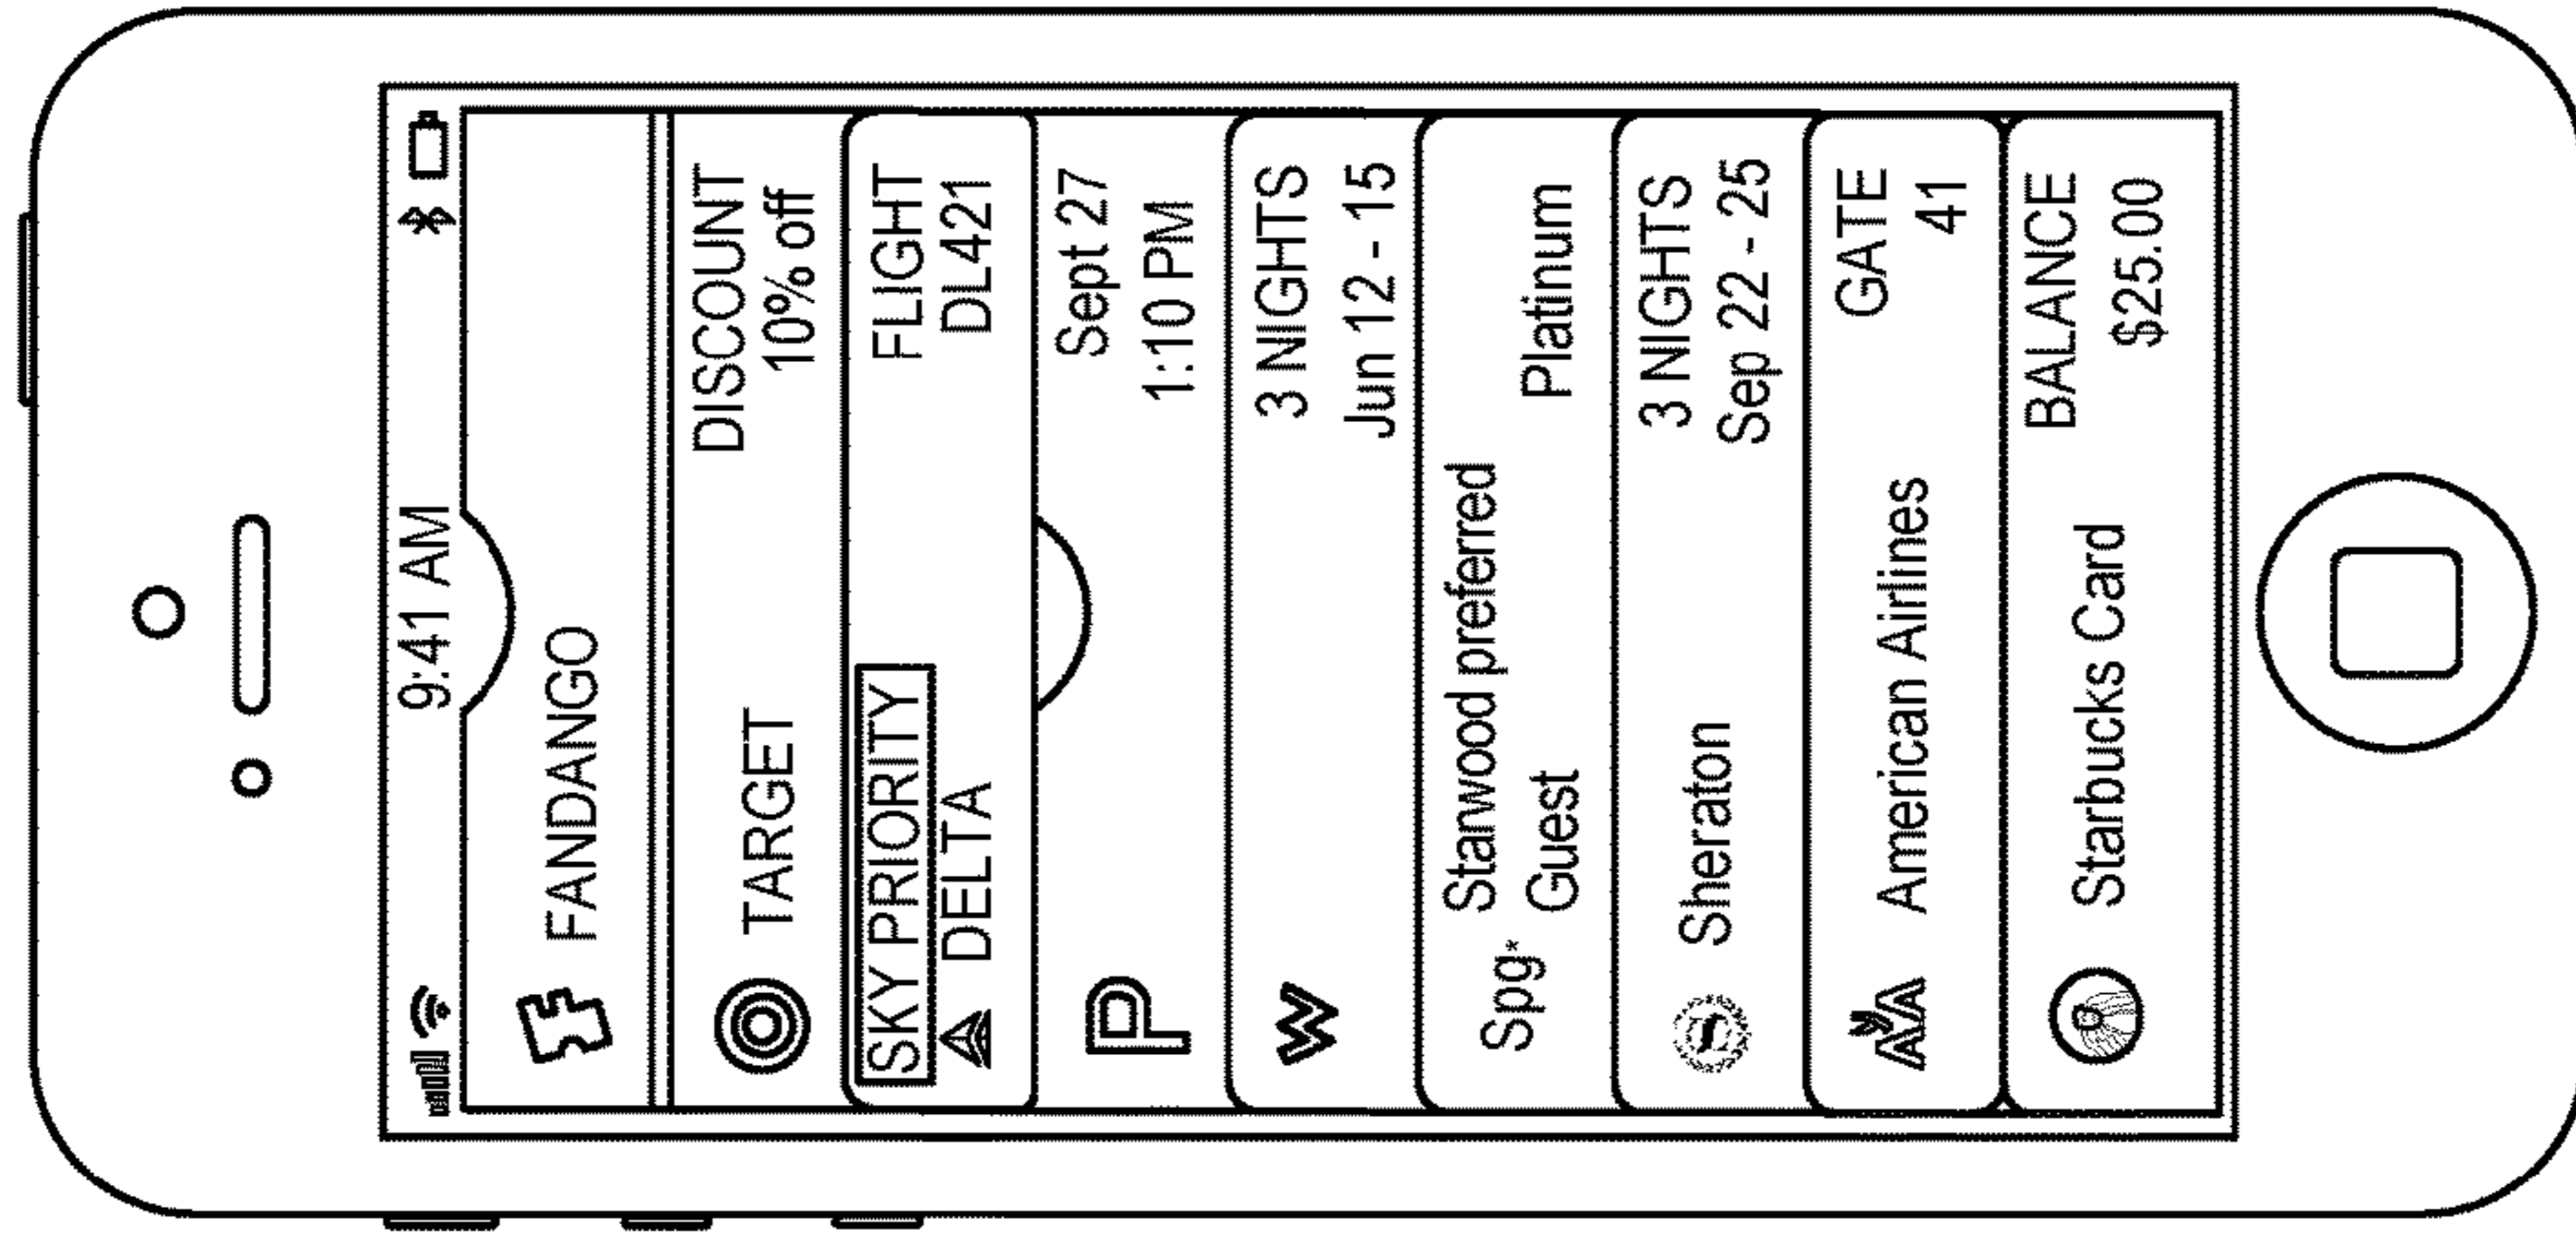 9:41 AM
FANDANGO
DISCOUNT
TARGET
10% off
SKY PRIORITY
FLIGHT
DELTA
DL421
P
Sept 27
1:10 PM
W
3 NIGHTS
Jun 12 - 15
Spg*
Starwood preferred
Guest
Platinum
3 NIGHTS
Sheraton
Sep 22 - 25
AA
American Airlines
GATE
41
BALANCE
Starbucks Card
$25.00